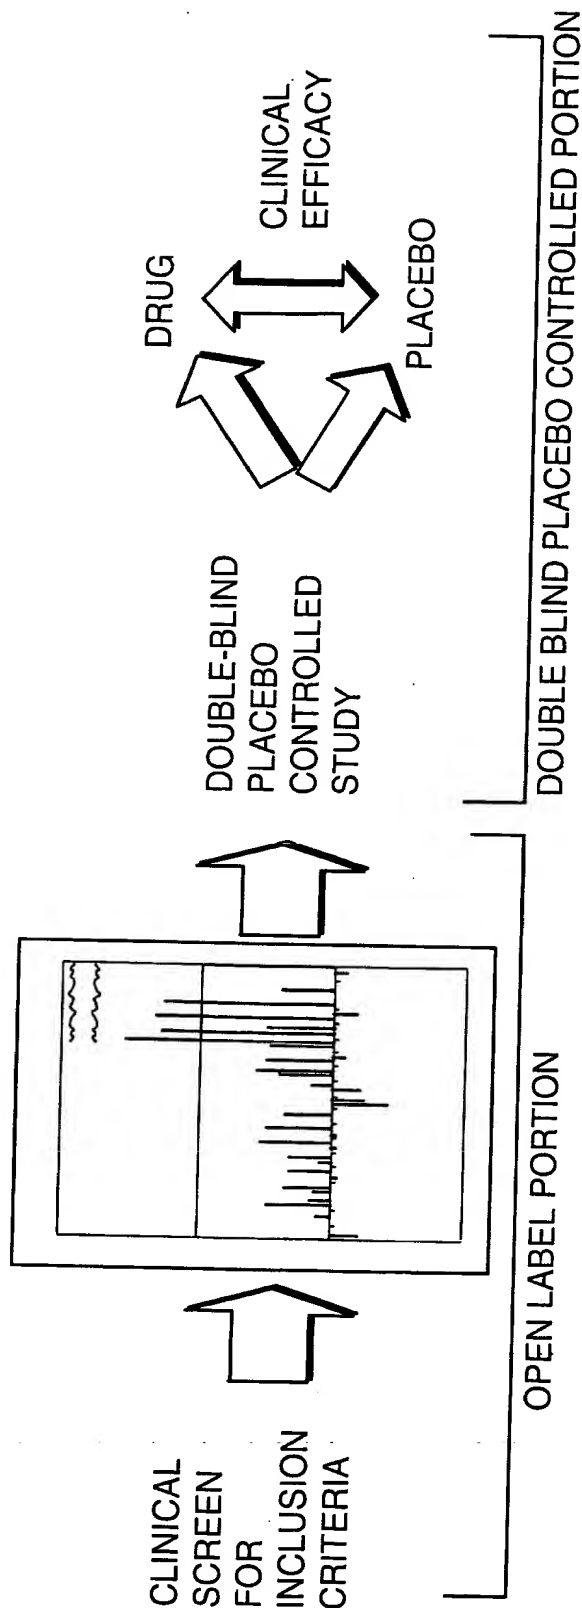 CLINICAL
SCREEN
FOR
INCLUSION
CRITERIA
OPEN LABEL PORTION
DOUBLE-BLIND
PLACEBO
CONTROLLED
STUDY
DRUG
CLINICAL
EFFICACY
PLACEBO
DOUBLE BLIND PLACEBO CONTROLLED PORTION